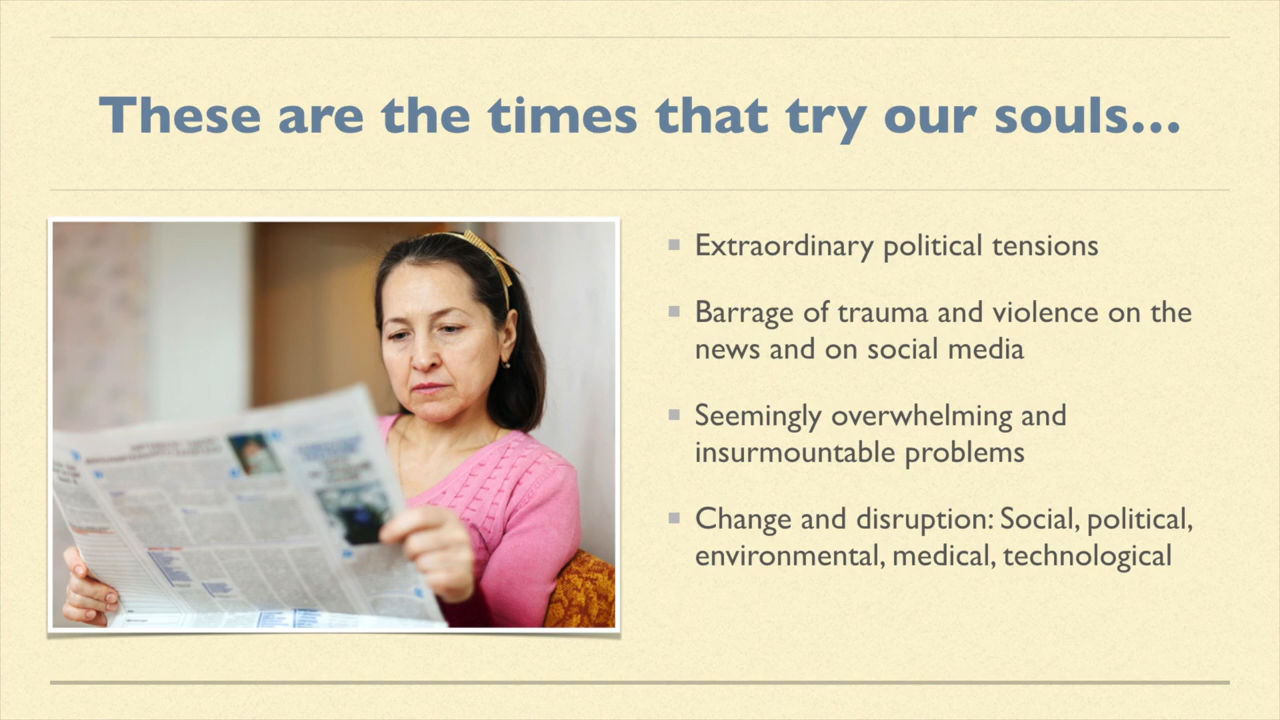 These are the times that try our souls...
Extraordinary political tensions
Barrage of trauma and violence on the
news and on social media
Seemingly overwhelming and
insurmountable problems
Change and disruption: Social, political,
environmental, medical, technological